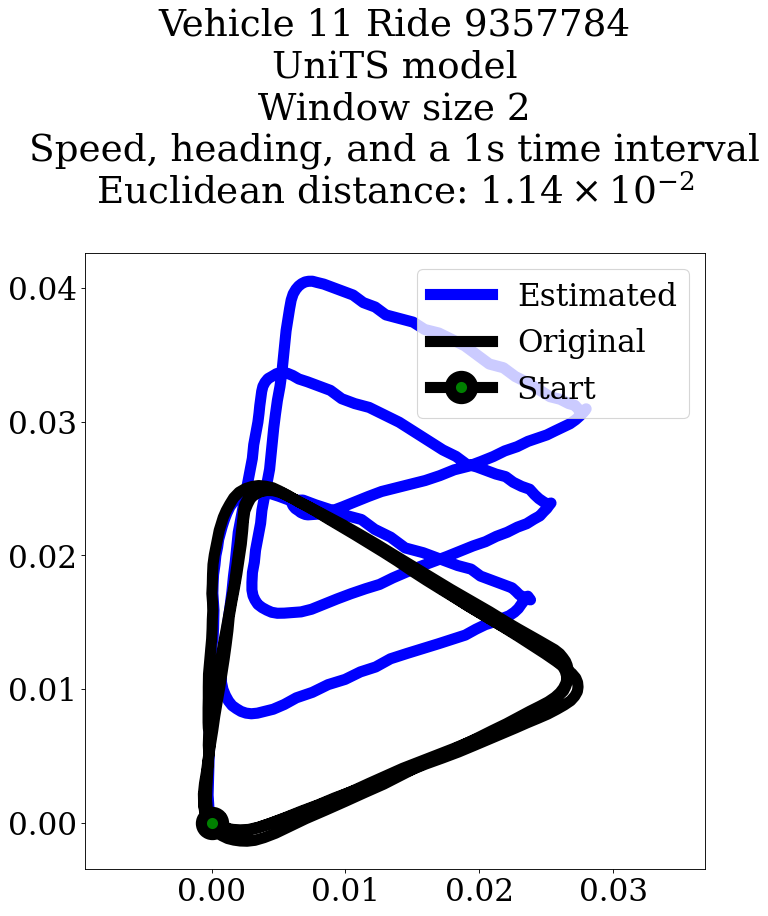 Vehicle 11 Ride 9357784
UniTS model
Window size 2
Speed, heading, and a 1s time interval
Euclidean distance: 1.14 × 10⁻²
Estimated
Original
Start
0.04
0.03
0.02
0.01
0.00
0.00 0.01 0.02 0.03